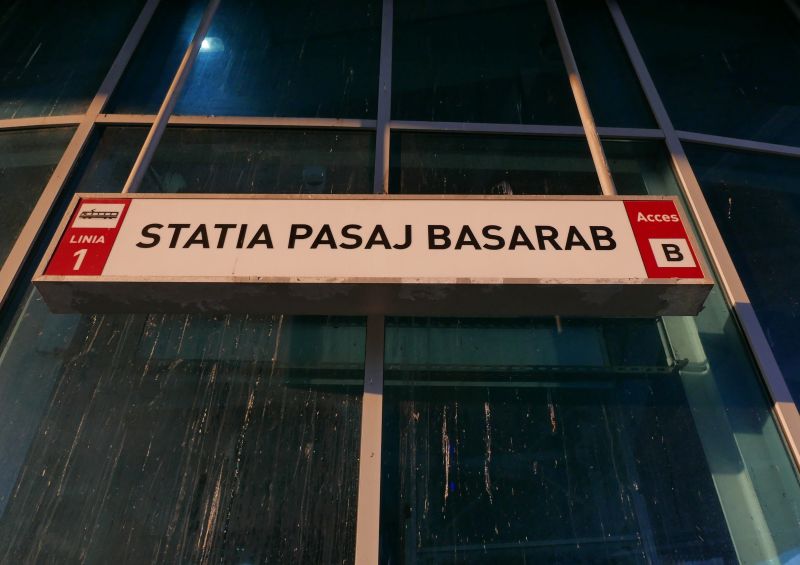 LINIA
1
STATIA PASAJ BASARAB
Acces
B